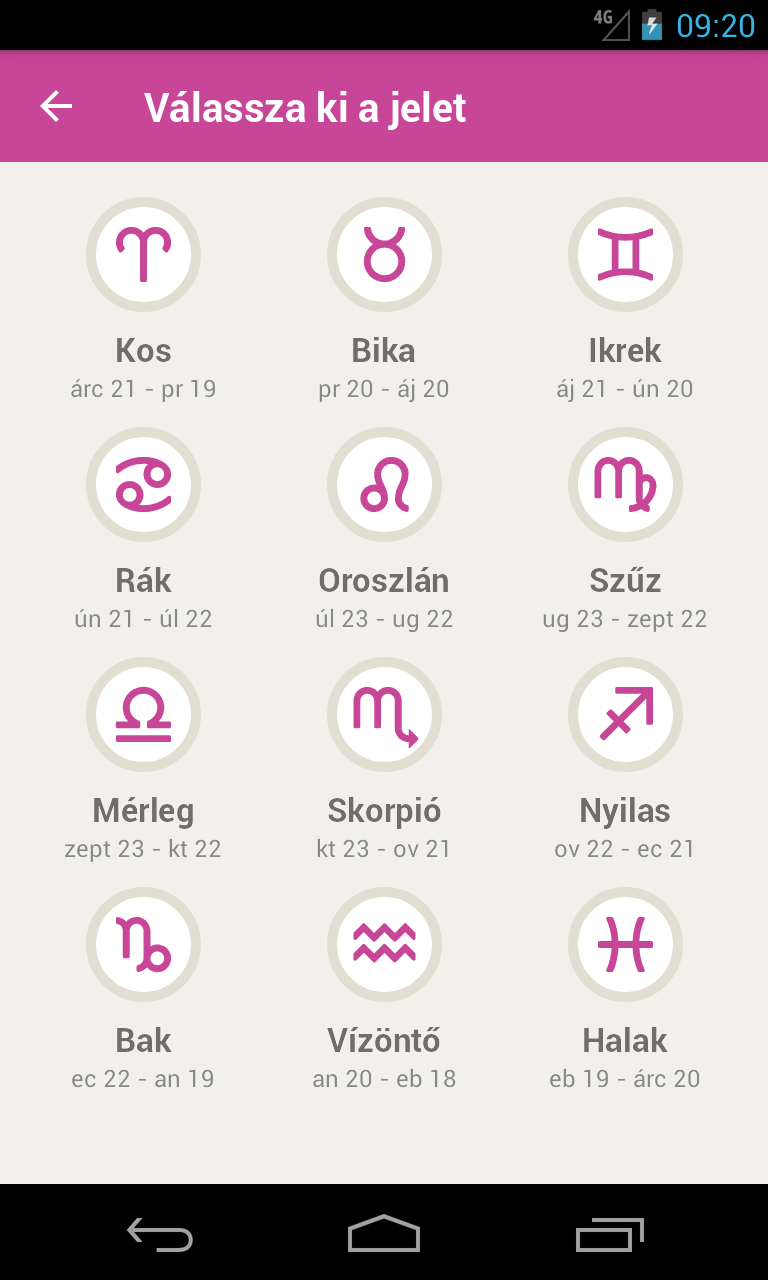 4G 09:20
Válassza ki a jelet
Kos Bika Ikrek
árc 21 - pr 19 pr 20 - áj 20 áj 21 - ún 20
Rák Oroszlán Szűz
ún 21 - úl 22 úl 23 - ug 22 ug 23 - zept 22
Mérleg Skorpió Nyilas
zept 23 - kt 22 kt 23 - ov 21 ov 22 - ec 21
Bak Vízöntő Halak
ec 22 - an 19 an 20 - eb 18 eb 19 - árc 20